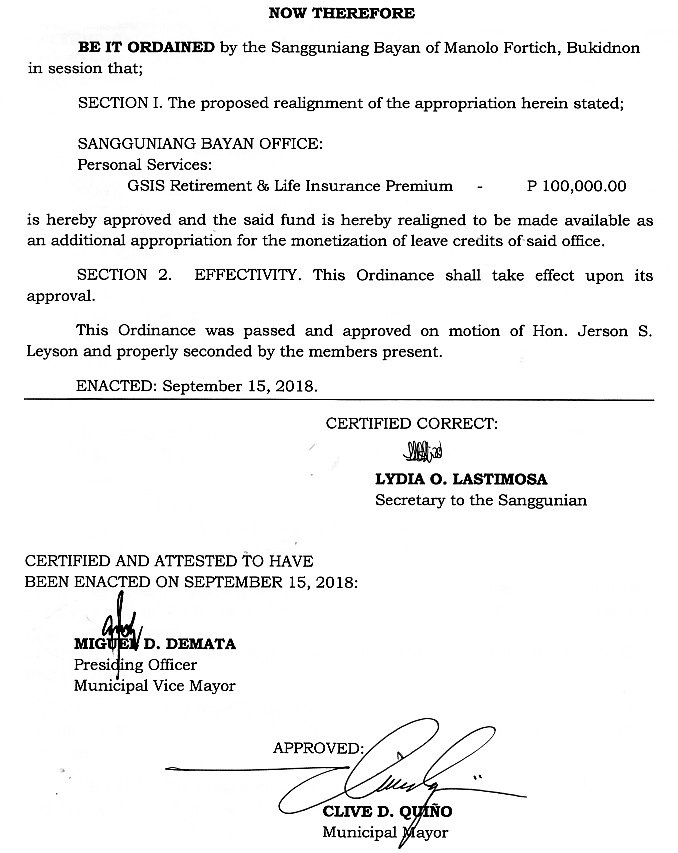 NOW THEREFORE
BE IT ORDAINED by the Sangguniang Bayan of Manolo Fortich, Bukidnon
in session that;
SECTION I. The proposed realignment of the appropriation herein stated;
SANGGUNIANG BAYAN OFFICE:
Personal Services:
GSIS Retirement & Life Insurance Premium - P 100,000.00
is hereby approved and the said fund is hereby realigned to be made available as
an additional appropriation for the monetization of leave credits of said office.
SECTION 2. EFFECTIVITY. This Ordinance shall take effect upon its
approval.
This Ordinance was passed and approved on motion of Hon. Jerson S.
Leyson and properly seconded by the members present.
ENACTED: September 15, 2018.
CERTIFIED CORRECT:
LYDIA O. LASTIMOSA
Secretary to the Sanggunian
CERTIFIED AND ATTESTED TO HAVE
BEEN ENACTED ON SEPTEMBER 15, 2018:
MIGUEL D. DEMATA
Presiding Officer
Municipal Vice Mayor
APPROVED:
CLIVE D. QUIÑO
Municipal Mayor